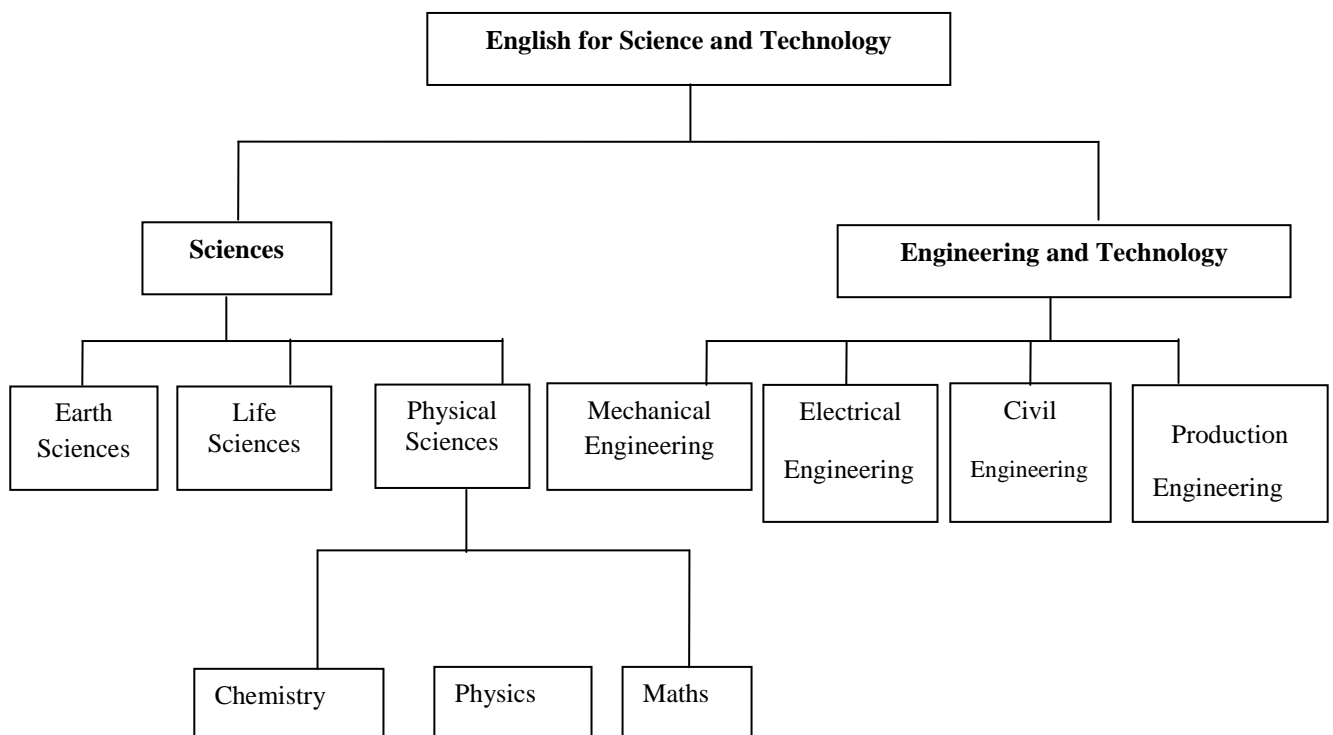 English for Science and Technology
Sciences
Engineering and Technology
Earth
Sciences
Life
Sciences
Physical
Sciences
Mechanical
Engineering
Electrical
Engineering
Civil
Engineering
Production
Engineering
Chemistry
Physics
Maths